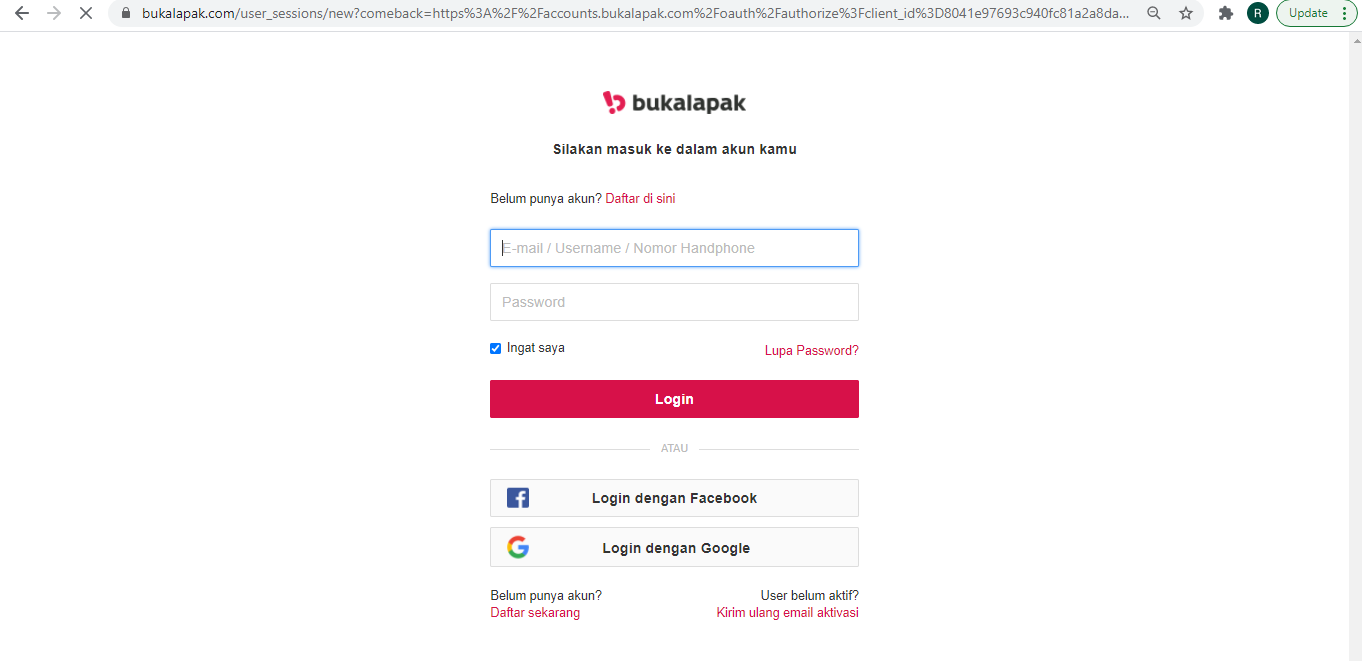 bukalapak.com/user_sessions/new?comeback=https%3A%2F%2Faccounts.bukalapak.com%2Foauth%2Fauthorize%3Fclient_id%3D8041e97693c940fc81a2a8da...
R
Update
bukalapak
Silakan masuk ke dalam akun kamu
Belum punya akun? Daftar di sini
E-mail / Username / Nomor Handphone
Password
Ingat saya
Lupa Password?
Login
ATAU
Login dengan Facebook
Login dengan Google
Belum punya akun?
Daftar sekarang
User belum aktif?
Kirim ulang email aktivasi